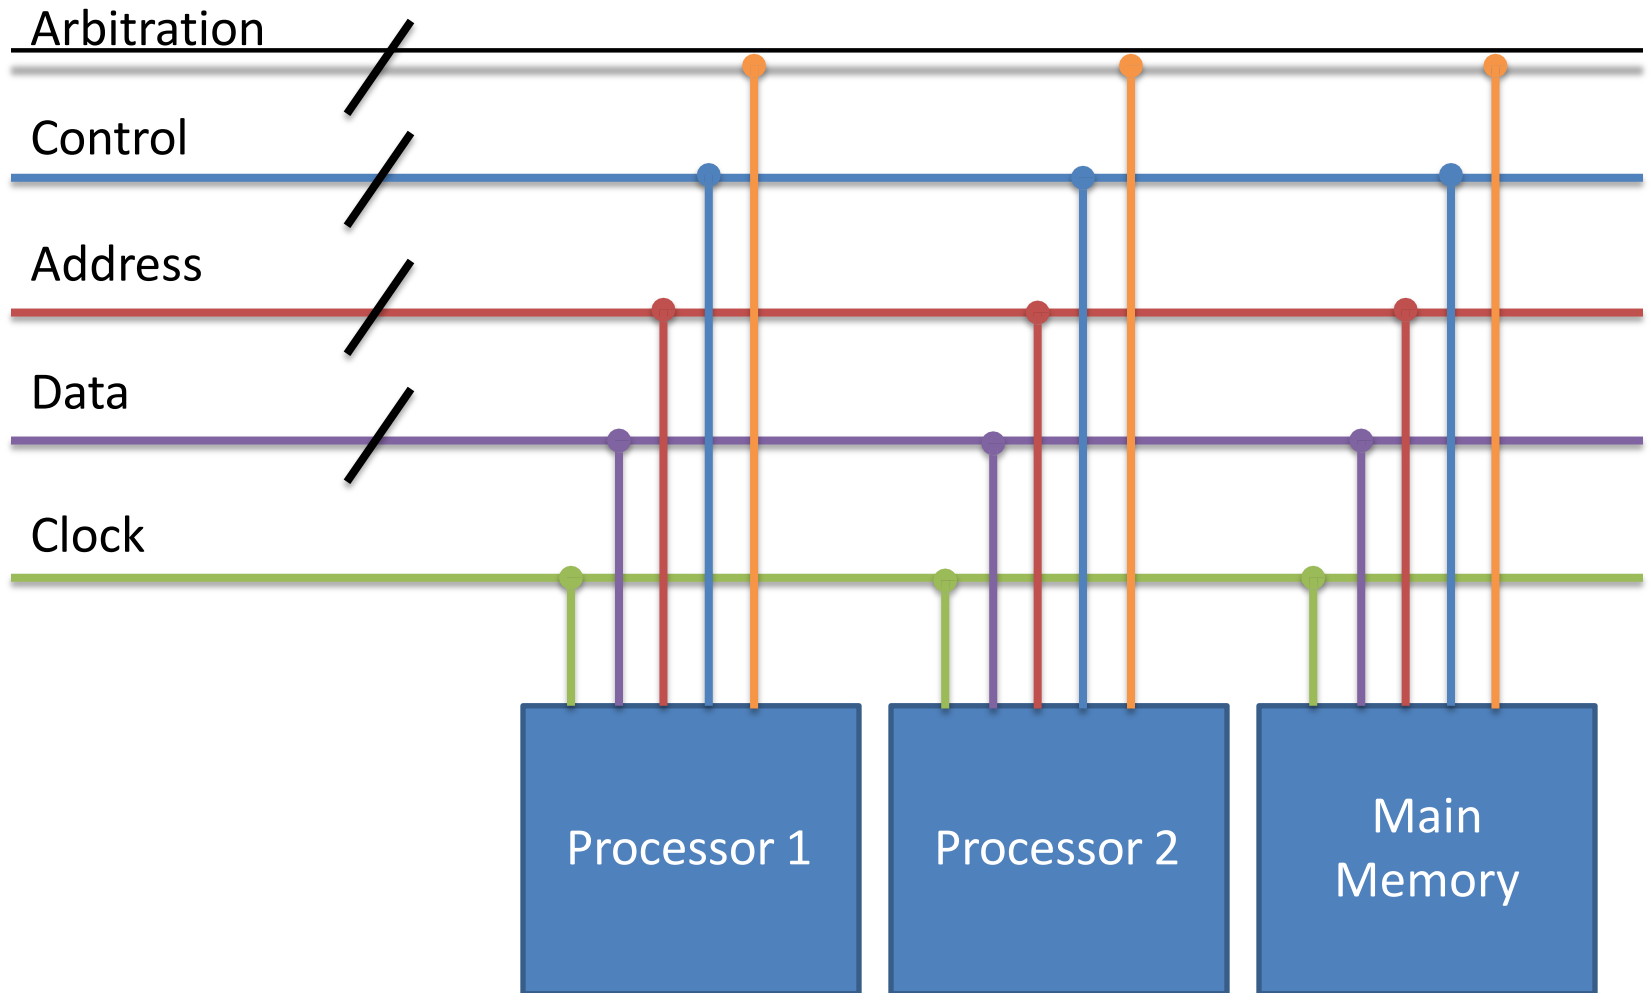 Arbitration
Control
Address
Data
Clock
Processor 1
Processor 2
Main
Memory